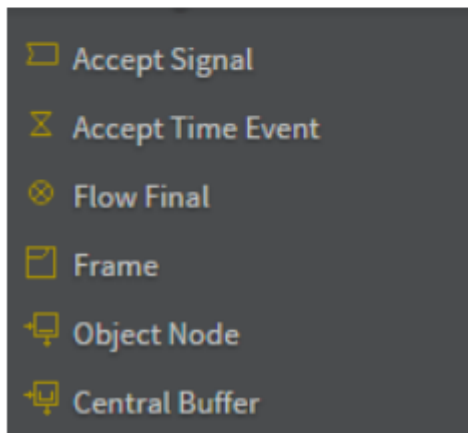 Accept Signal
Accept Time Event
Flow Final
Frame
Object Node
Central Buffer